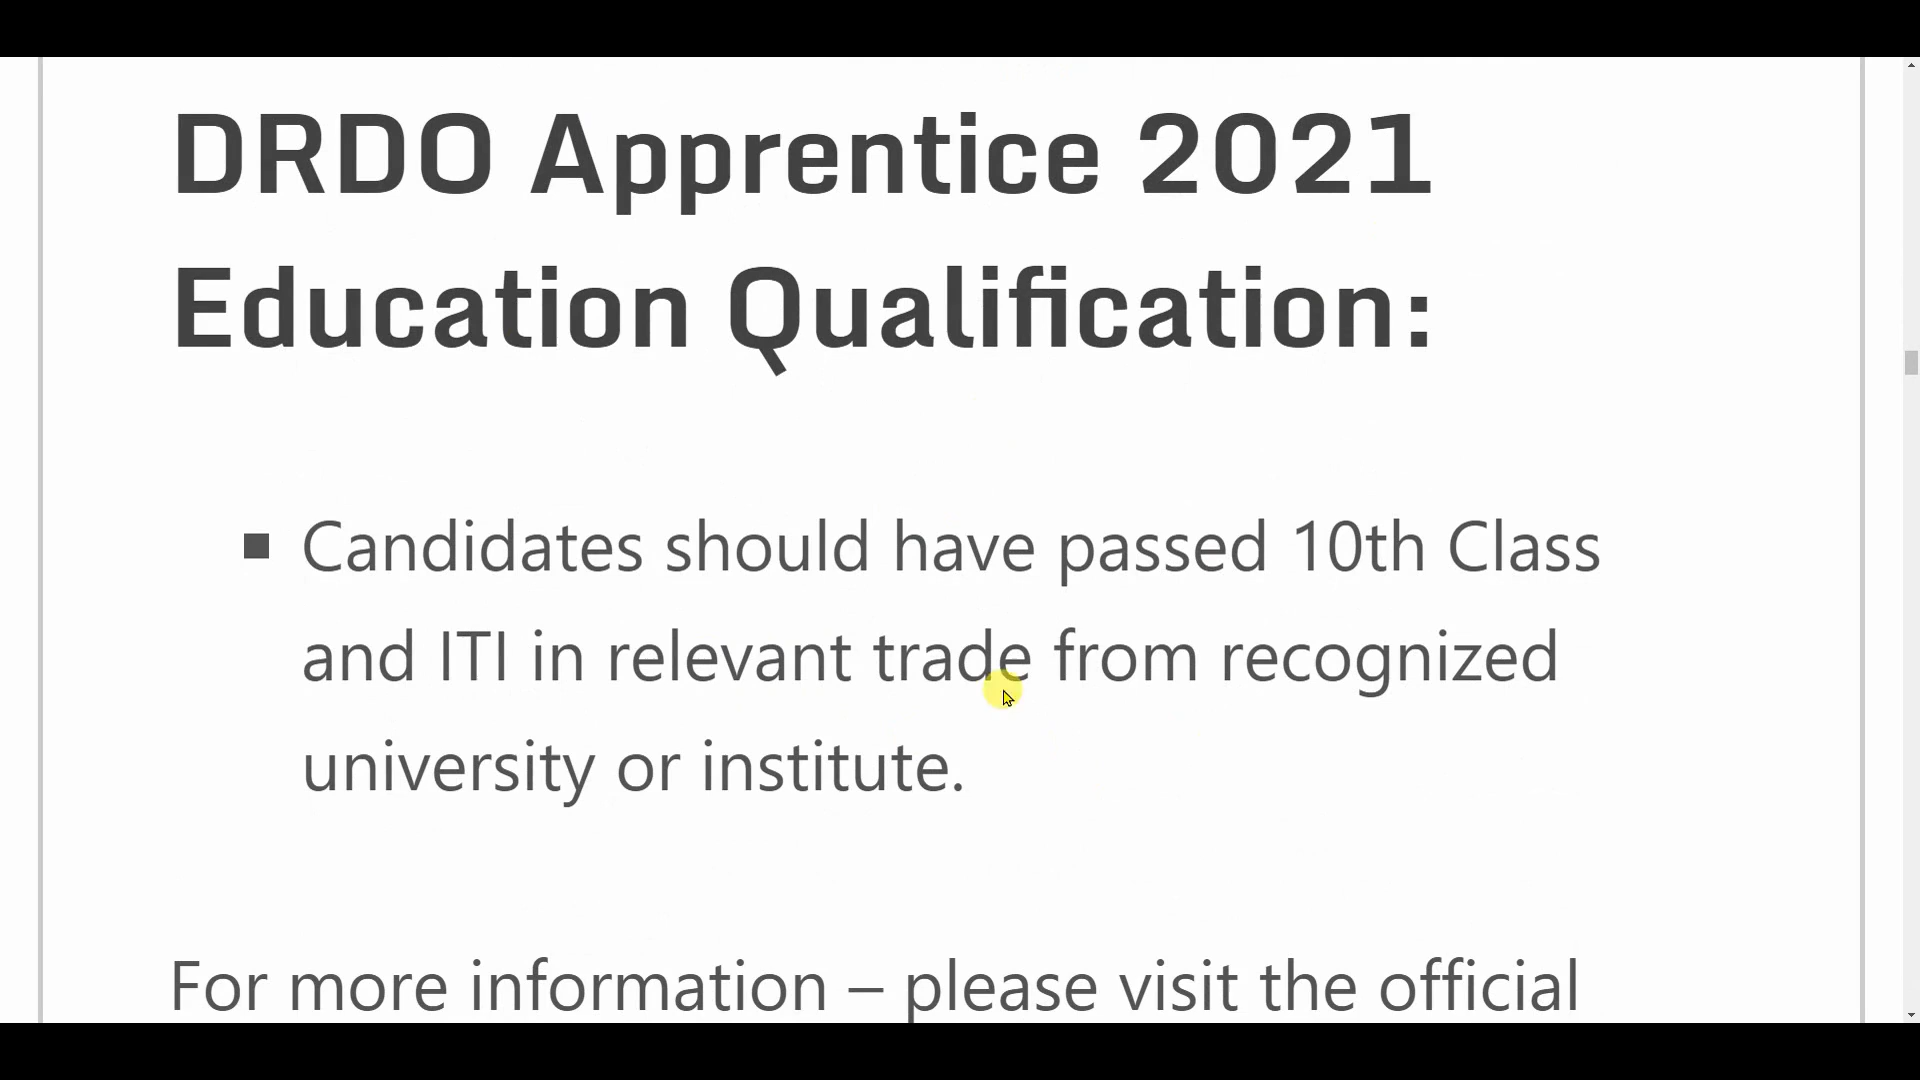 DRDO Apprentice 2021
Education Qualification:
▪ Candidates should have passed 10th Class
and ITI in relevant trade from recognized
university or institute.
For more information – please visit the official